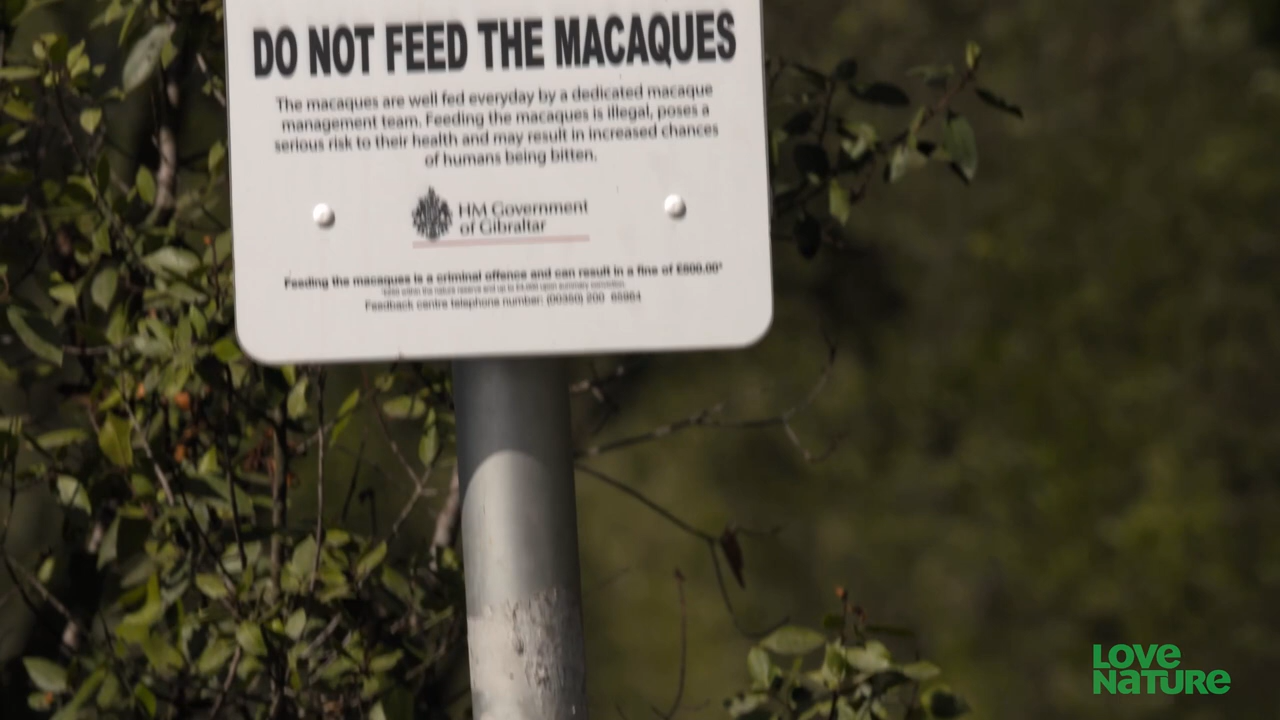 DO NOT FEED THE MACAQUES
The macaques are well fed everyday by a dedicated macaque
management team. Feeding the macaques is illegal, poses a
serious risk to their health and may result in increased chances
of humans being bitten.
HM Government
of Gibraltar
Feeding the macaques is a criminal offence and can result in a fine of
Feedback centre telephone number: (00350) 200
LOVE
NATURE